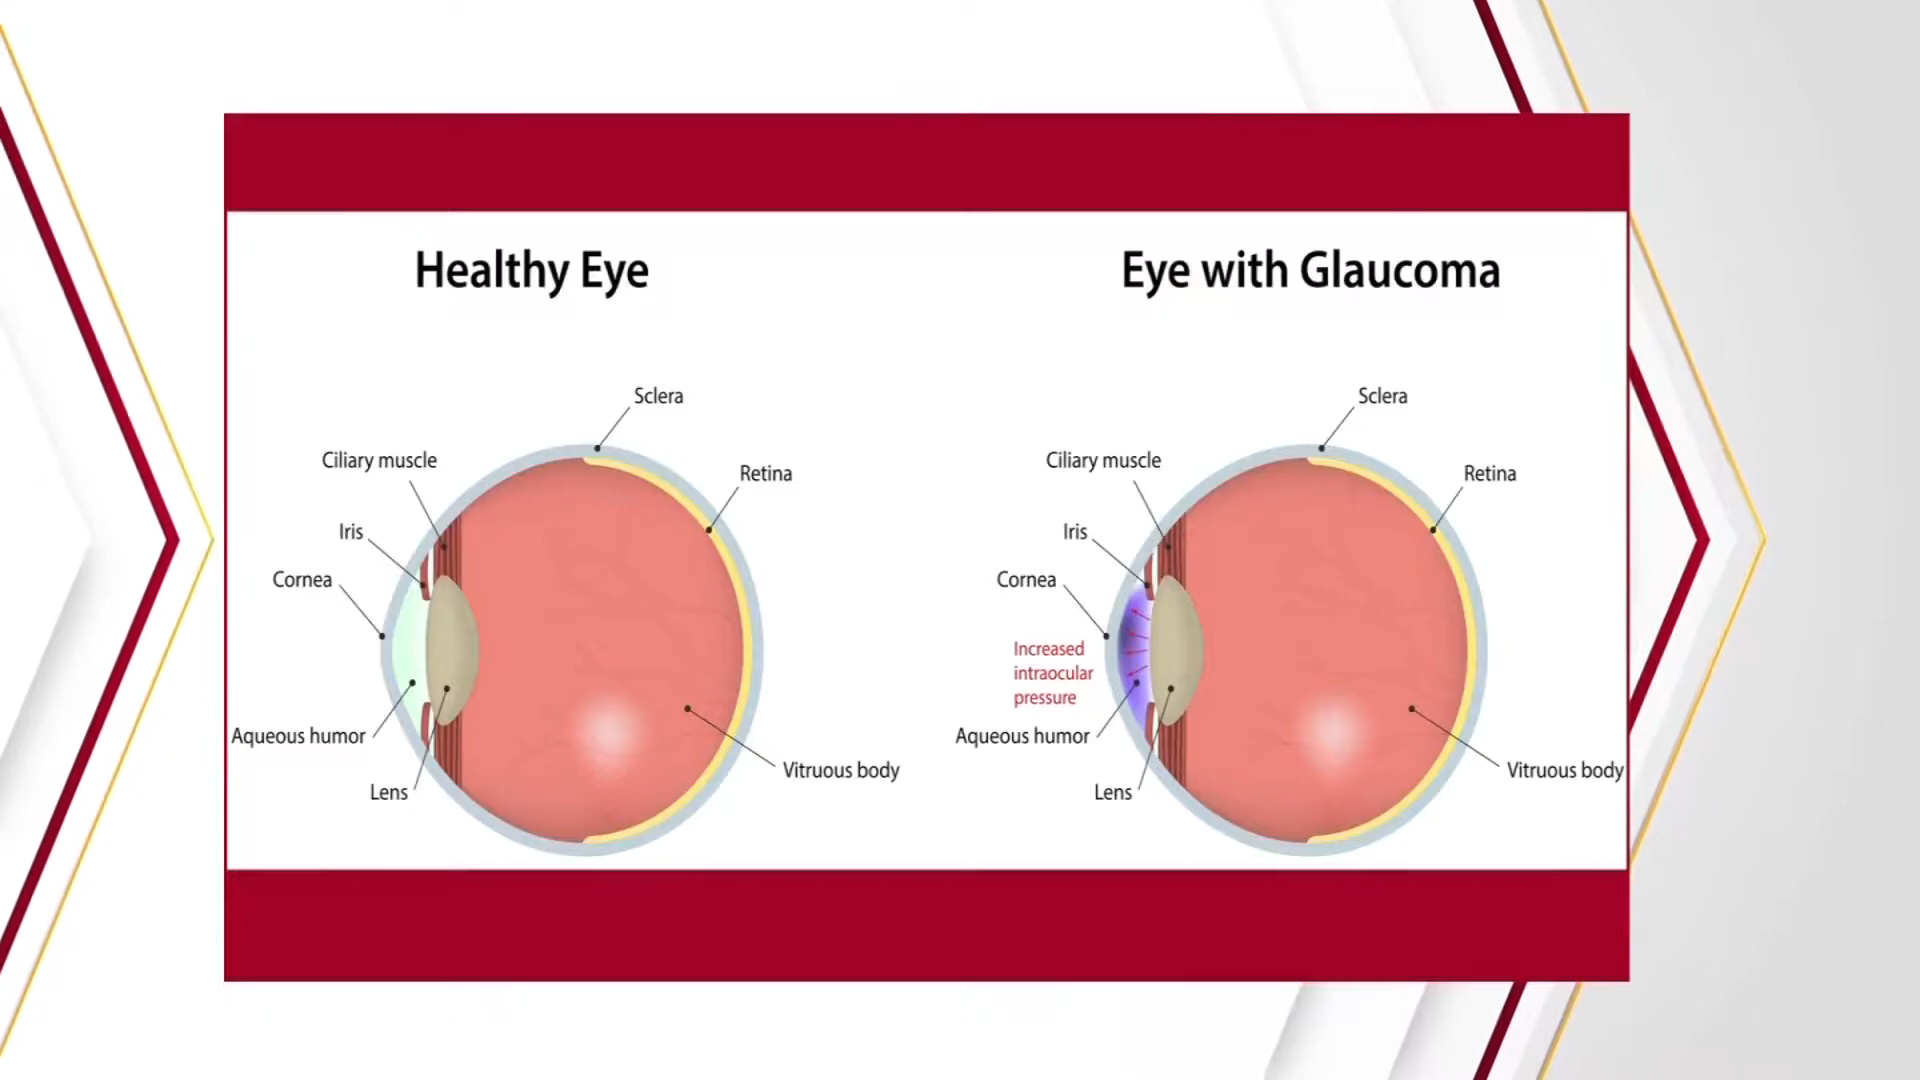 Healthy Eye
Sclera
Ciliary muscle
Retina
Iris
Cornea
Aqueous humor
Lens
Vitruous body
Eye with Glaucoma
Sclera
Ciliary muscle
Retina
Iris
Cornea
Increased
intraocular
pressure
Aqueous humor
Lens
Vitruous body